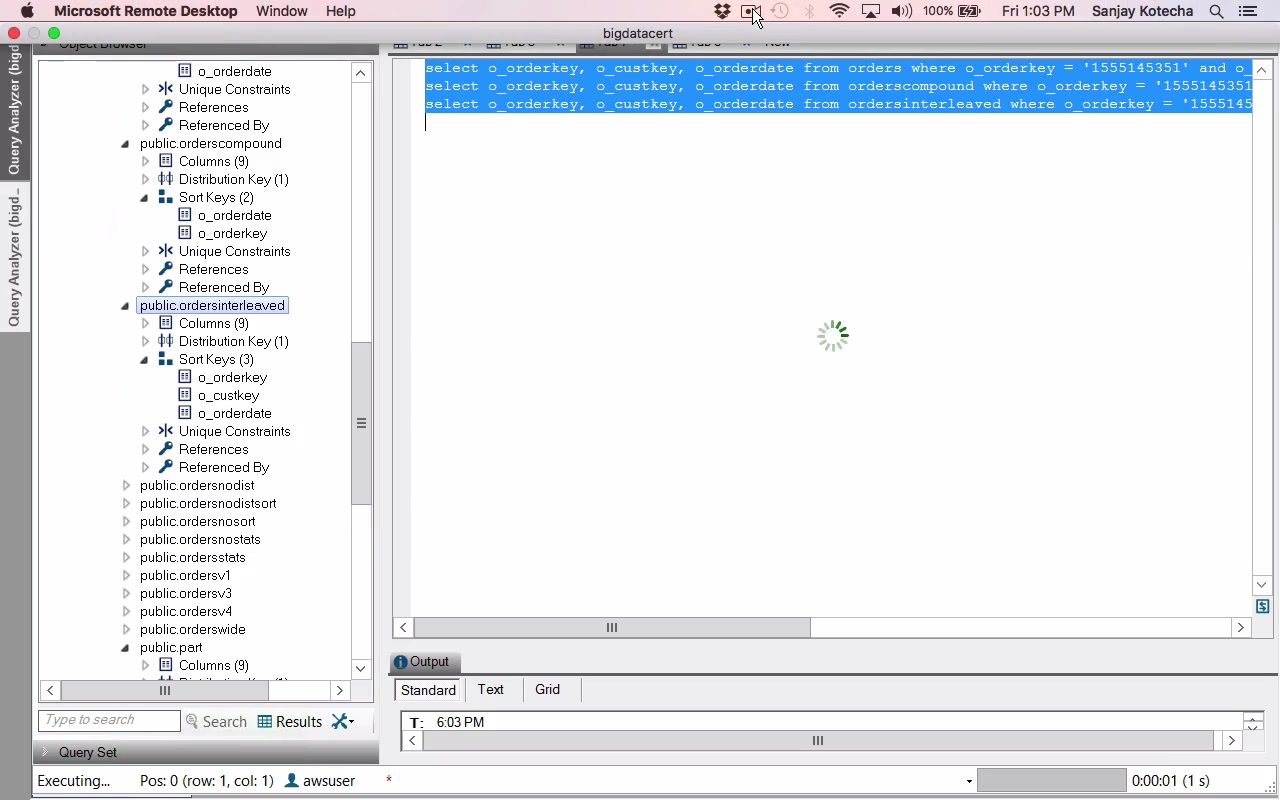 Microsoft Remote Desktop Window Help 100% Fri 1:03 PM Sanjay Kotecha
bigdatacert
Object Browser
Query Analyzer (bigd
Query Analyzer (bigd_
o_orderdate
Unique Constraints
References
Referenced By
public.orderscompound
Columns (9)
Distribution Key (1)
Sort Keys (2)
o_orderdate
o_orderkey
Unique Constraints
References
Referenced By
public.ordersinterleaved
Columns (9)
Distribution Key (1)
Sort Keys (3)
o_orderkey
o_custkey
o_orderdate
Unique Constraints
References
Referenced By
public.ordersnodist
public.ordersnodistsort
public.ordersnosort
public.ordersnostats
public.ordersstats
public.ordersv1
public.ordersv3
public.ordersv4
public.orderswide
public.part
Columns (9)
Type to search Search Results
Query Set
select o_orderkey, o_custkey, o_orderdate from orders where o_orderkey = '1555145351' and o_
select o_orderkey, o_custkey, o_orderdate from orderscompound where o_orderkey = '1555145351
select o_orderkey, o_custkey, o_orderdate from ordersinterleaved where o_orderkey = '1555145
Output
Standard Text Grid
T: 6:03 PM
Executing... Pos: 0 (row: 1, col: 1) awsuser * 0:00:01 (1 s)